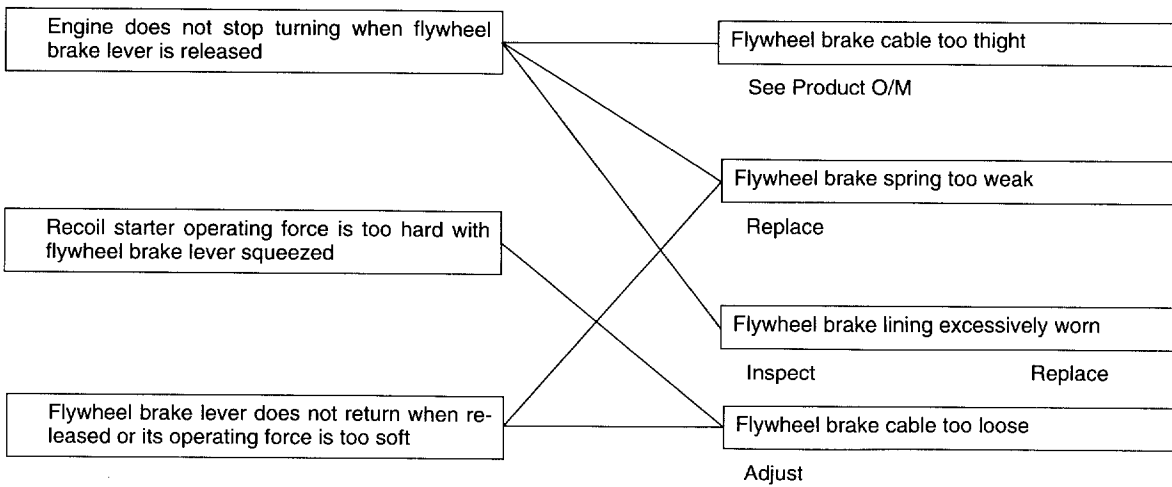 Engine does not stop turning when flywheel
brake lever is released
Flywheel brake cable too thight
See Product O/M
Flywheel brake spring too weak
Replace
Recoil starter operating force is too hard with
flywheel brake lever squeezed
Flywheel brake lining excessively worn
Inspect Replace
Flywheel brake lever does not return when re-
leased or its operating force is too soft
Flywheel brake cable too loose
Adjust